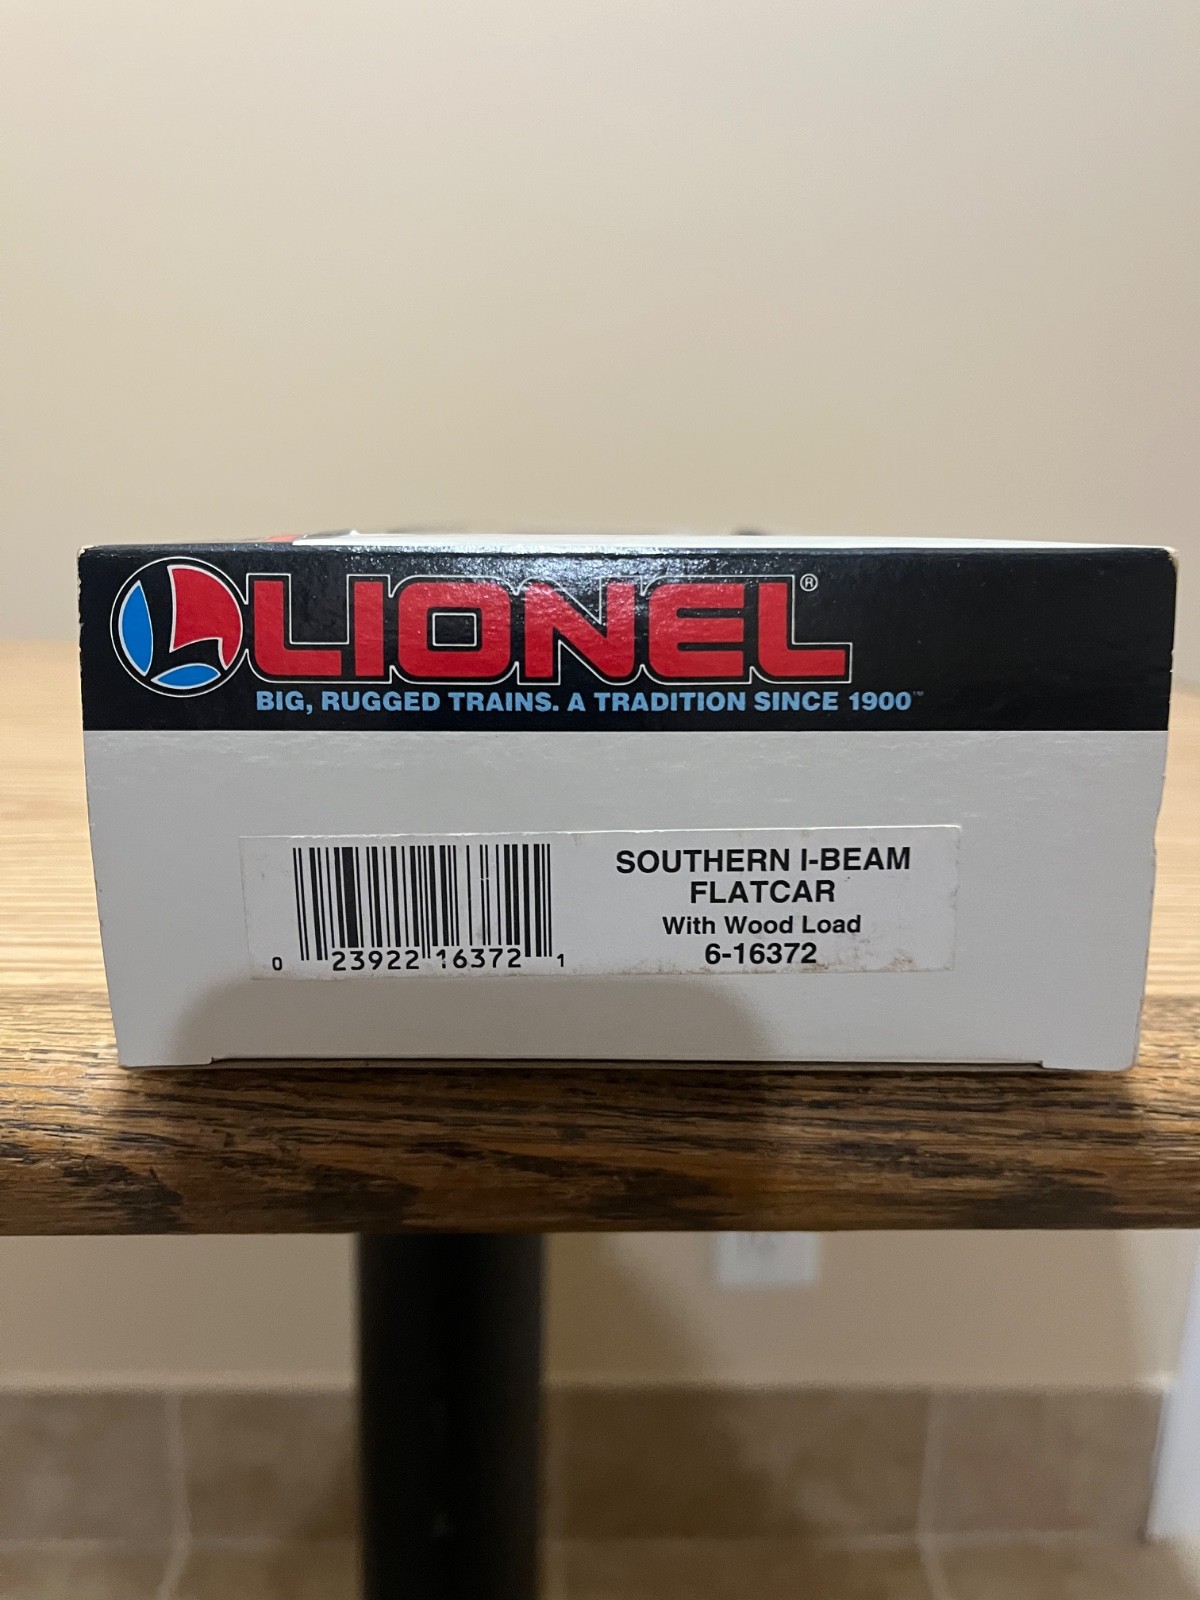 LIONEL®
BIG, RUGGED TRAINS. A TRADITION SINCE 1900™
SOUTHERN I-BEAM
FLATCAR
With Wood Load
6-16372
0 23922 16372 1